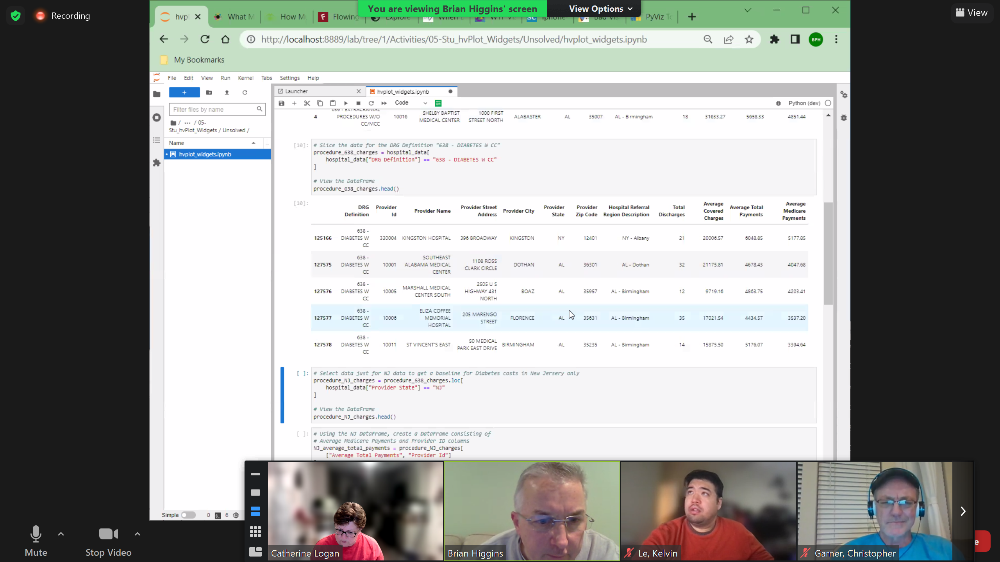 You are viewing Brian Higgins' screen
View Options
Recording
View
hvpl
What M
How Mu
Flowing
Explore
When
WTF Vi
Iphone
Bad Vis
PyViz To
http://localhost:8889/lab/tree/1/Activities/05-Stu_hvPlot_Widgets/Unsolved/hvplot_widgets.ipynb
BPH
My Bookmarks
File Edit View Run Kernel Tabs Settings Help
+
Launcher
hvplot_widgets.ipynb
Code
Python (dev)
Filter files by name
/ ... / 05-
Stu_hvPlot_Widgets / Unsolved /
Name
hvplot_widgets.ipynb
4 039 - EXTRACRANIAL PROCEDURES W/O CC/MCC 10016 SHELBY BAPTIST MEDICAL CENTER 1000 FIRST STREET NORTH ALABASTER AL 35007 AL - Birmingham 18 31633.27 5658.33 4851.44
[10]:
# Slice the data for the DRG Definition "638 - DIABETES W CC"
procedure_638_charges = hospital_data[
hospital_data["DRG Definition"] == "638 - DIABETES W CC"
]
# View the DataFrame
procedure_638_charges.head()
[10]:
DRG Definition Provider Id Provider Name Provider Street Address Provider City Provider State Provider Zip Code Hospital Referral Region Description Total Discharges Average Covered Charges Average Total Payments Average Medicare Payments
125166 638 - DIABETES W CC 330004 KINGSTON HOSPITAL 396 BROADWAY KINGSTON NY 12401 NY - Albany 21 20006.57 6048.85 5177.85
127575 638 - DIABETES W CC 10001 SOUTHEAST ALABAMA MEDICAL CENTER 1108 ROSS CLARK CIRCLE DOTHAN AL 36301 AL - Dothan 32 21175.81 4678.43 4047.68
127576 638 - DIABETES W CC 10005 MARSHALL MEDICAL CENTER SOUTH 2505 U S HIGHWAY 431 NORTH BOAZ AL 35957 AL - Birmingham 12 9719.16 4863.75 4203.41
127577 638 - DIABETES W CC 10006 ELIZA COFFEE MEMORIAL HOSPITAL 205 MARENGO STREET FLORENCE AL 35631 AL - Birmingham 35 17021.54 4434.57 3537.20
127578 638 - DIABETES W CC 10011 ST VINCENT'S EAST 50 MEDICAL PARK EAST DRIVE BIRMINGHAM AL 35235 AL - Birmingham 14 15875.50 5176.07 3394.64
[ ]:
# Select data just for NJ data to get a baseline for Diabetes costs in New Jersery only
procedure_NJ_charges = procedure_638_charges.loc[
hospital_data["Provider State"] == "NJ"
]
# View the DataFrame
procedure_NJ_charges.head()
[ ]:
# Using the NJ DataFrame, create a DataFrame consisting of
# Average Medicare Payments and Provider ID columns
NJ_average_total_payments = procedure_NJ_charges[
["Average Total Payments", "Provider Id"]
Simple 0 6
Mute
Stop Video
Catherine Logan
Brian Higgins
Le, Kelvin
Garner, Christopher
e